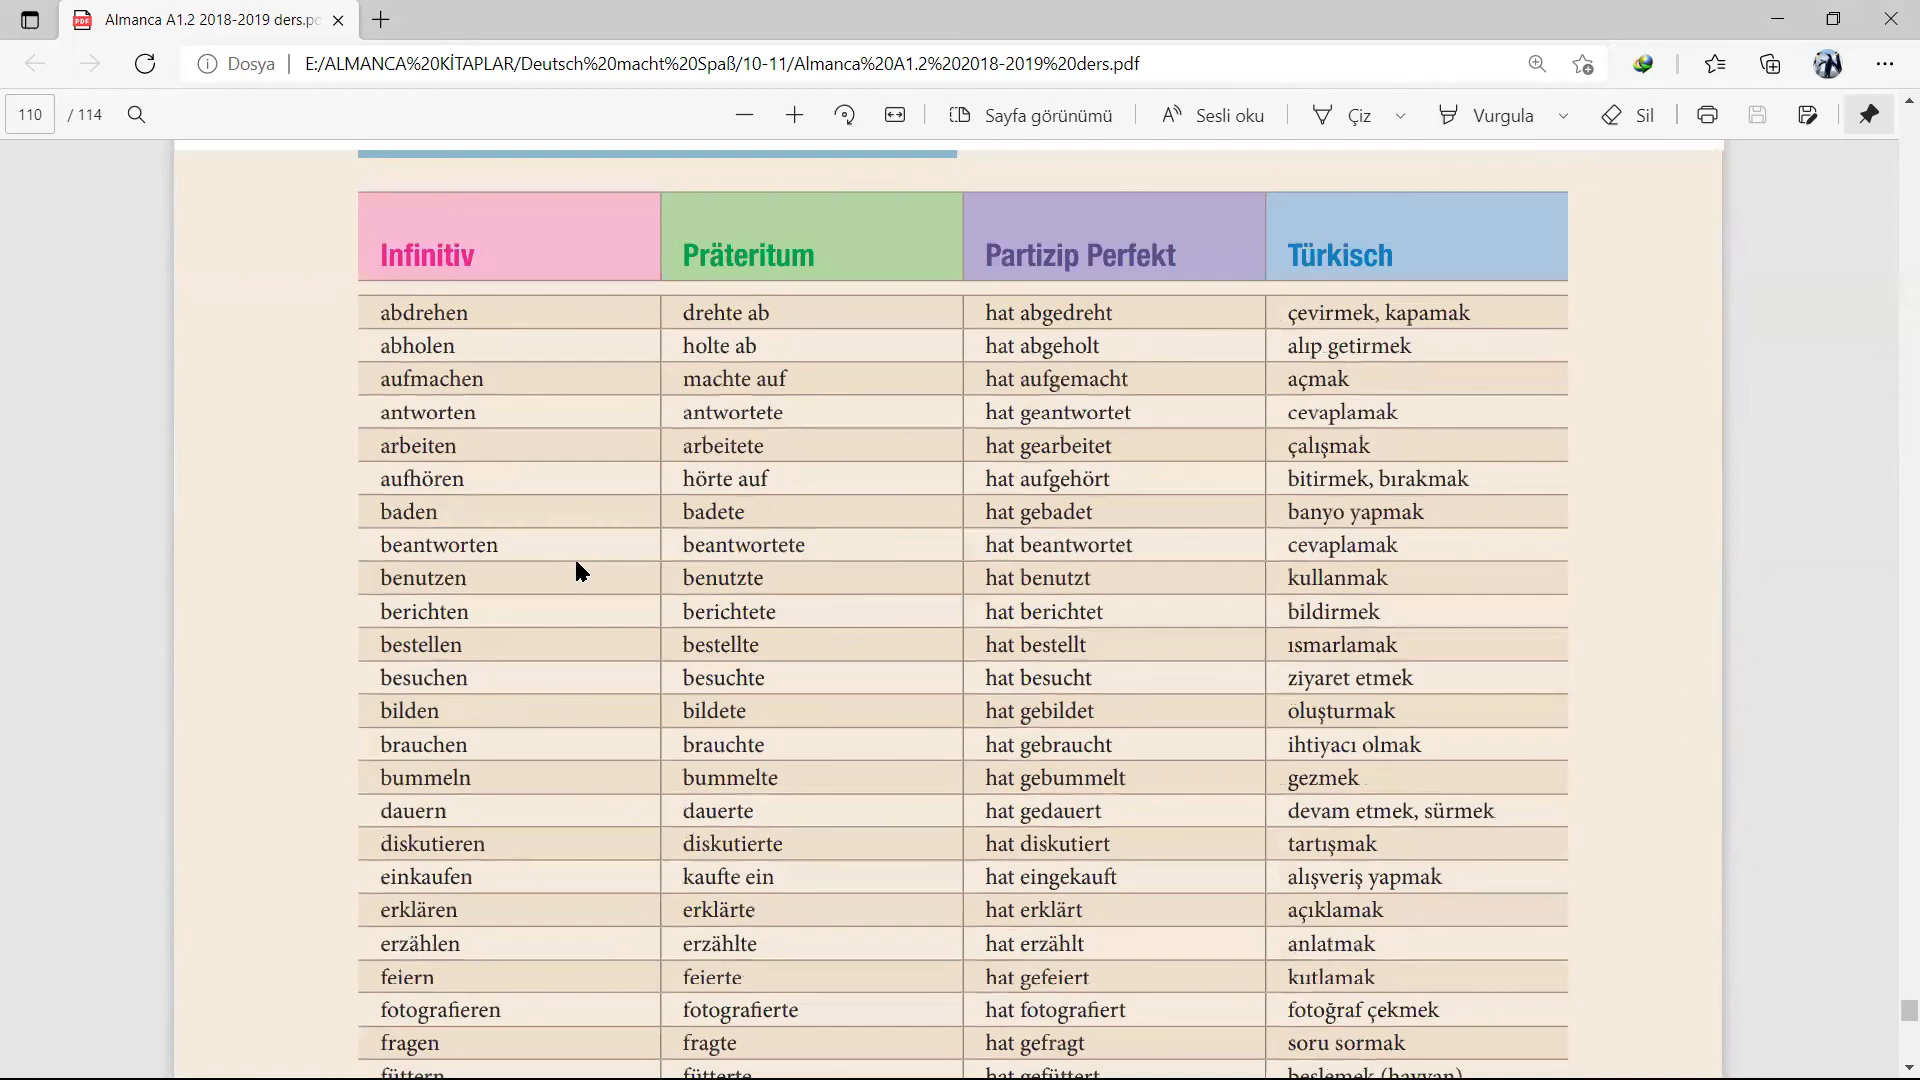 Almanca A1.2 2018-2019 ders.p
Dosya E:/ALMANCA%20KİTAPLAR/Deutsch%20macht%20Spaß/10-11/Almanca%20A1.2%202018-2019%20ders.pdf
110 / 114 Sayfa görünümü Sesli oku Çiz Vurgula Sil
Infinitiv Präteritum Partizip Perfekt Türkisch
abdrehen drehte ab hat abgedreht çevirmek, kapamak
abholen holte ab hat abgeholt alıp getirmek
aufmachen machte auf hat aufgemacht açmak
antworten antwortete hat geantwortet cevaplamak
arbeiten arbeitete hat gearbeitet çalışmak
aufhören hörte auf hat aufgehört bitirmek, bırakmak
baden badete hat gebadet banyo yapmak
beantworten beantwortete hat beantwortet cevaplamak
benutzen benutzte hat benutzt kullanmak
berichten berichtete hat berichtet bildirmek
bestellen bestellte hat bestellt ısmarlamak
besuchen besuchte hat besucht ziyaret etmek
bilden bildete hat gebildet oluşturmak
brauchen brauchte hat gebraucht ihtiyacı olmak
bummeln bummelte hat gebummelt gezmek
dauern dauerte hat gedauert devam etmek, sürmek
diskutieren diskutierte hat diskutiert tartışmak
einkaufen kaufte ein hat eingekauft alışveriş yapmak
erklären erklärte hat erklärt açıklamak
erzählen erzählte hat erzählt anlatmak
feiern feierte hat gefeiert kutlamak
fotografieren fotografierte hat fotografiert fotoğraf çekmek
fragen fragte hat gefragt soru sormak
füttern fütterte hat gefüttert beslemek (hayvan)